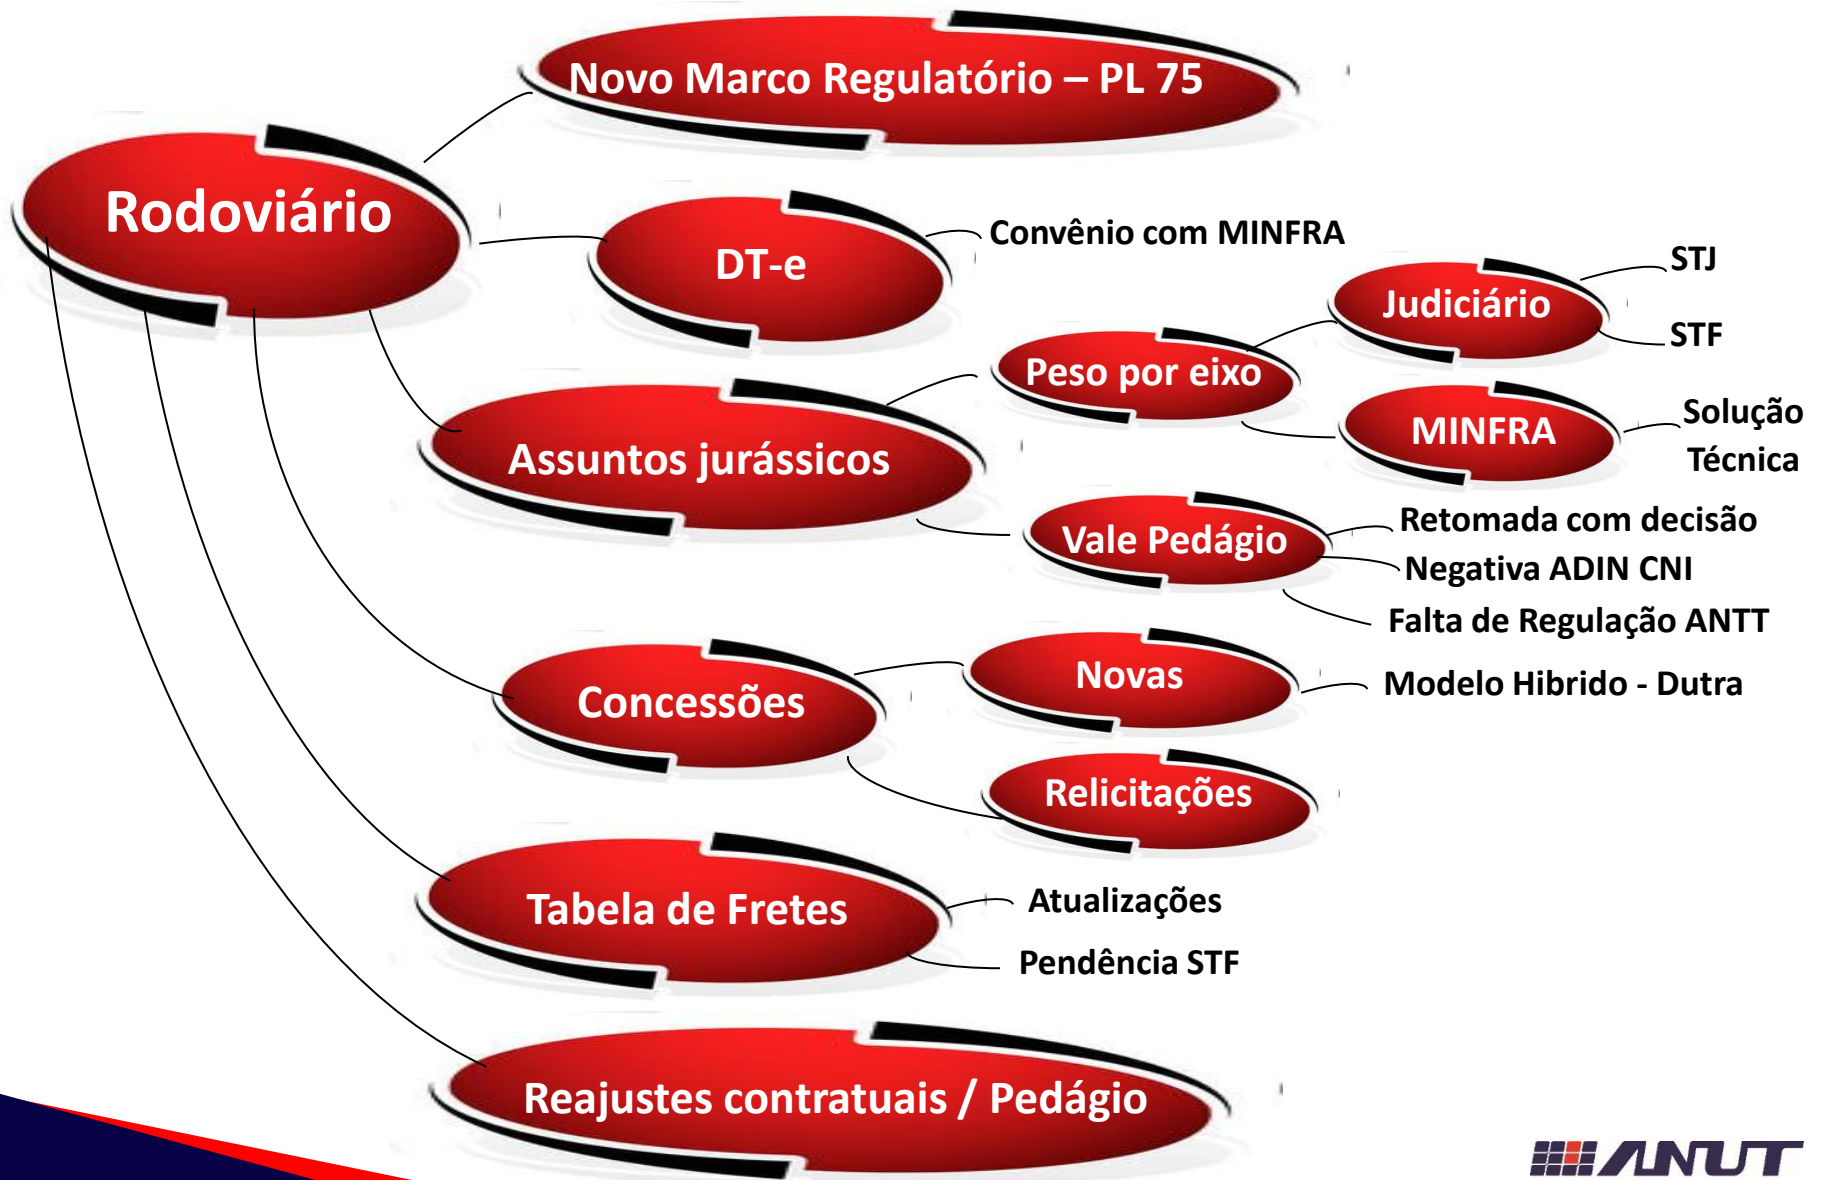 Novo Marco Regulatório – PL 75
Rodoviário
DT-e
Convênio com MINFRA
Judiciário
STJ
STF
Peso por eixo
MINFRA
Solução
Técnica
Assuntos jurássicos
Vale Pedágio
Retomada com decisão
Negativa ADIN CNI
Falta de Regulação ANTT
Concessões
Novas
Modelo Hibrido - Dutra
Relicitações
Tabela de Fretes
Atualizações
Pendência STF
Reajustes contratuais / Pedágio
ANUT